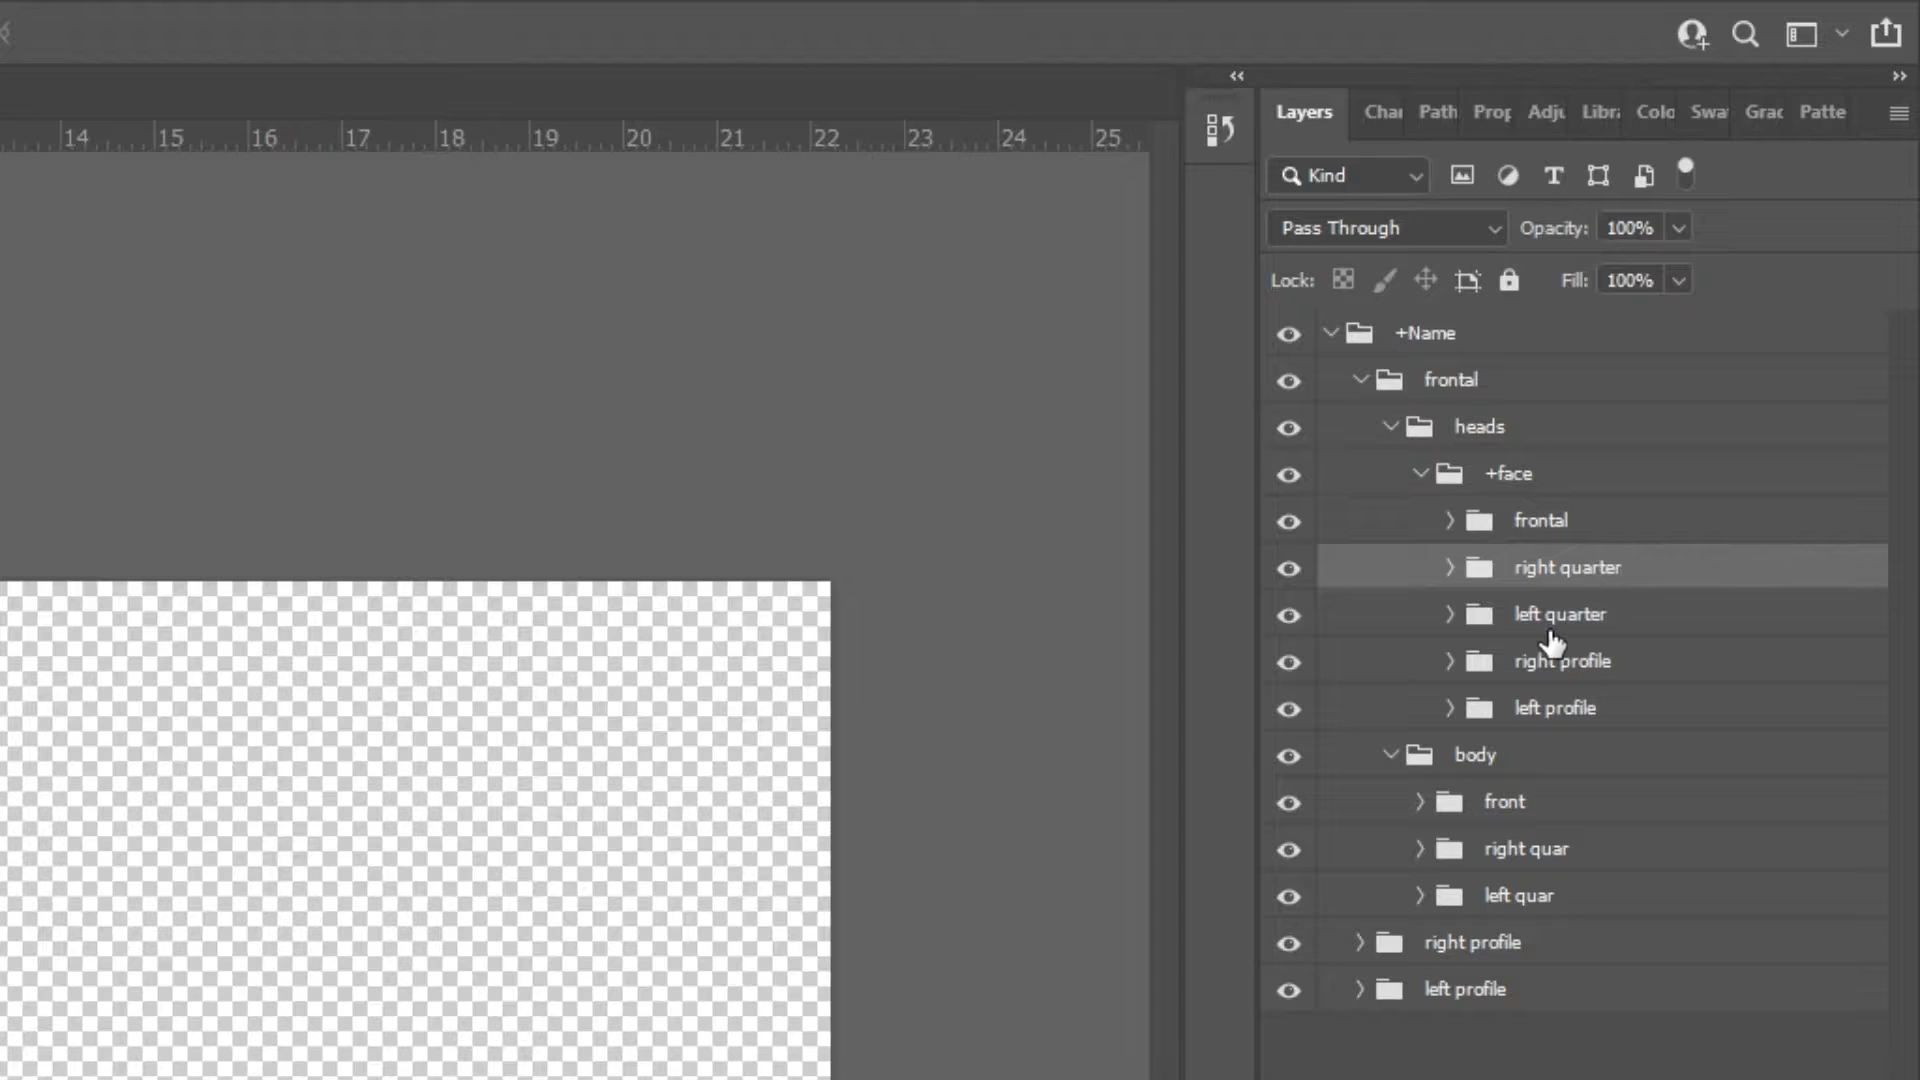 14 15 16 17 18 19 20 21 22 23 24 25
Layers Char Path Prop Adju Libra Colo Swa Grad Patte
Kind
Pass Through Opacity: 100%
Lock: Fill: 100%
+Name
frontal
heads
+face
frontal
right quarter
left quarter
right profile
left profile
body
front
right quar
left quar
right profile
left profile